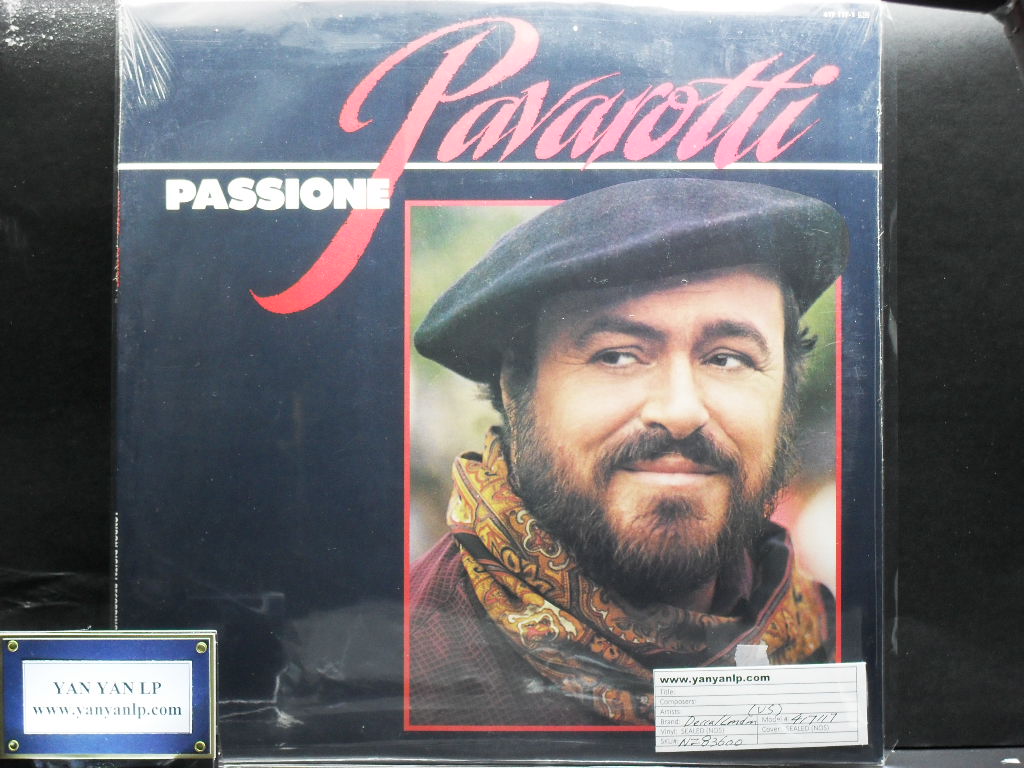 Pavarotti
PASSIONE
YAN YAN LP
www.yanyanlp.com
www.yanyanlp.com
Title:
Composers:
Artists: (US)
Brand: Decca/London Model #: 417117
Vinyl: SEALED (NOS) Cover: SEALED (NOS)
SKU#: NZ83600